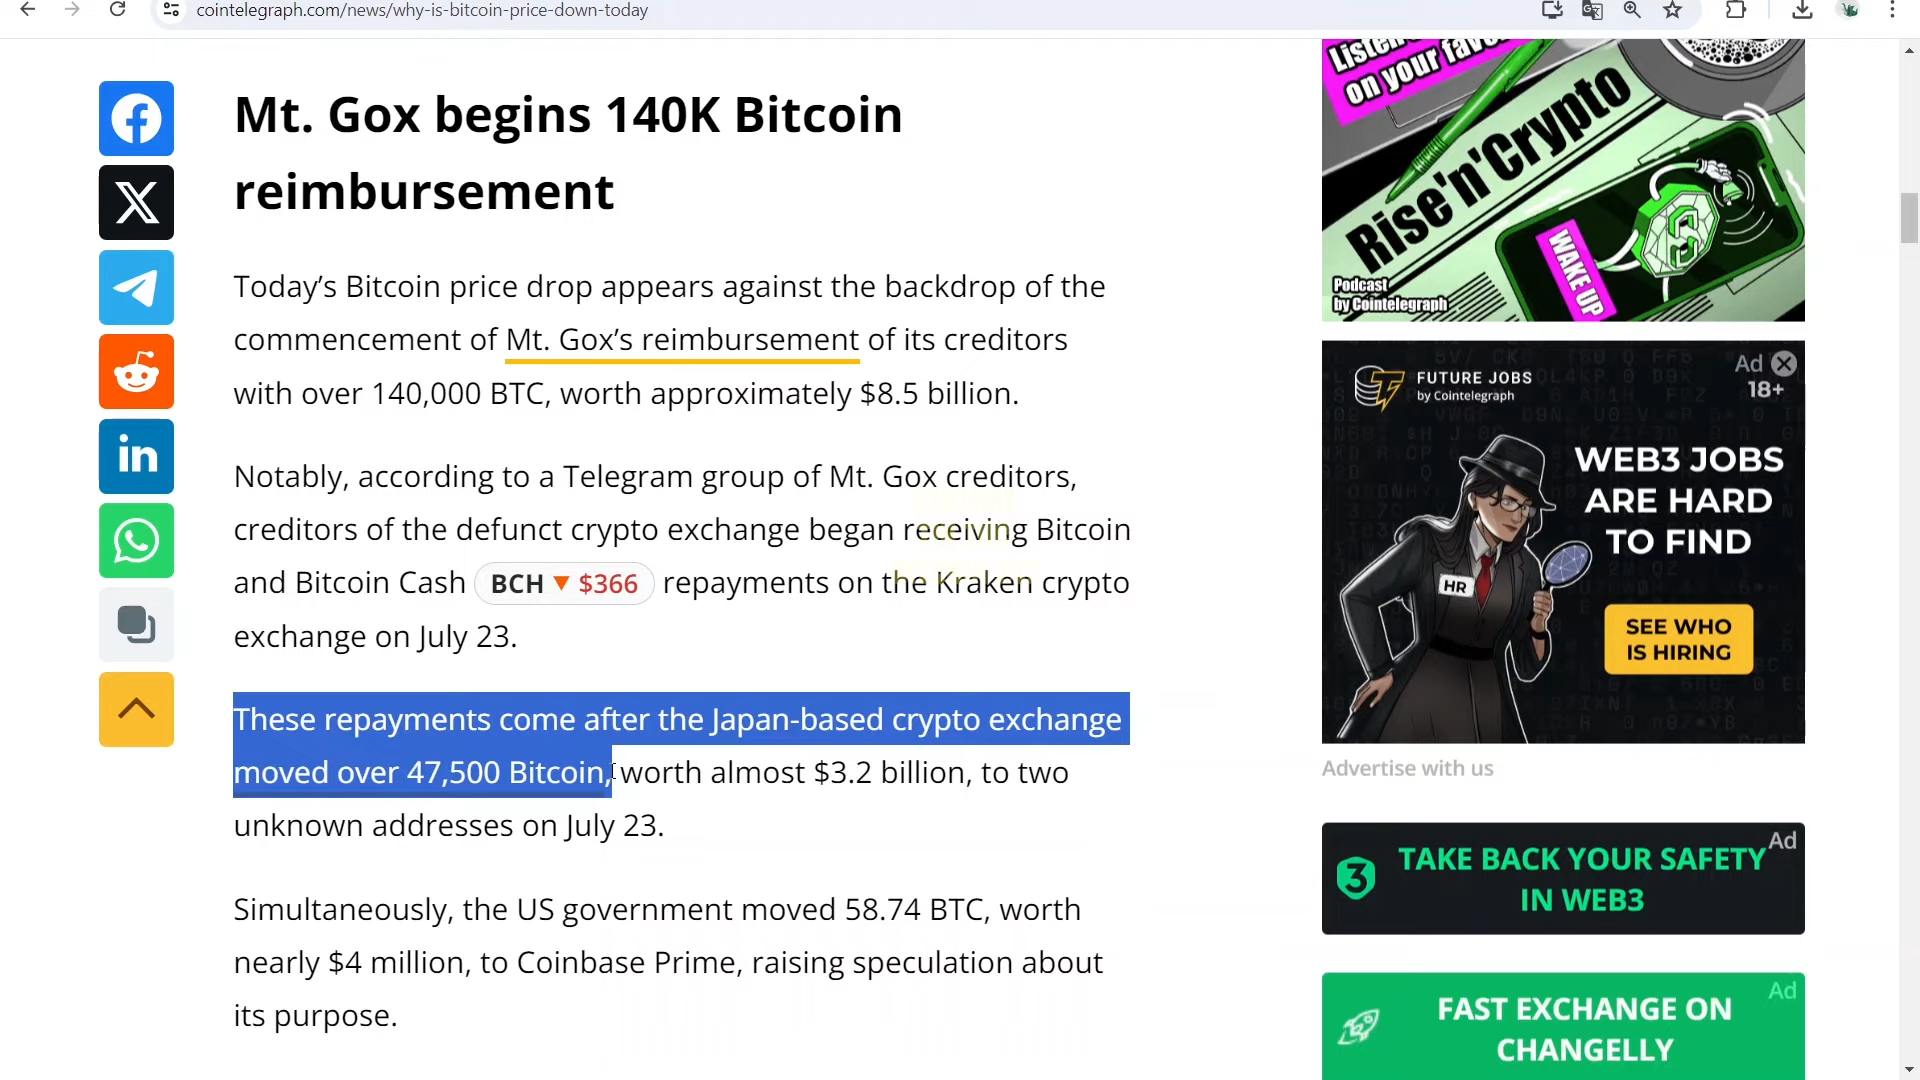 cointelegraph.com/news/why-is-bitcoin-price-down-today
Mt. Gox begins 140K Bitcoin
reimbursement
Today’s Bitcoin price drop appears against the backdrop of the
commencement of Mt. Gox’s reimbursement of its creditors
with over 140,000 BTC, worth approximately $8.5 billion.
Notably, according to a Telegram group of Mt. Gox creditors,
creditors of the defunct crypto exchange began receiving Bitcoin
and Bitcoin Cash BCH ▼ $366 repayments on the Kraken crypto
exchange on July 23.
These repayments come after the Japan-based crypto exchange
moved over 47,500 Bitcoin, worth almost $3.2 billion, to two
unknown addresses on July 23.
Simultaneously, the US government moved 58.74 BTC, worth
nearly $4 million, to Coinbase Prime, raising speculation about
its purpose.
on your
Rise'n'Crypto
WAKE UP
Podcast
by Cointelegraph
Ad
18+
FUTURE JOBS
by Cointelegraph
WEB3 JOBS
ARE HARD
TO FIND
HR
SEE WHO
IS HIRING
Advertise with us
Ad
TAKE BACK YOUR SAFETY
IN WEB3
Ad
FAST EXCHANGE ON
CHANGELLY